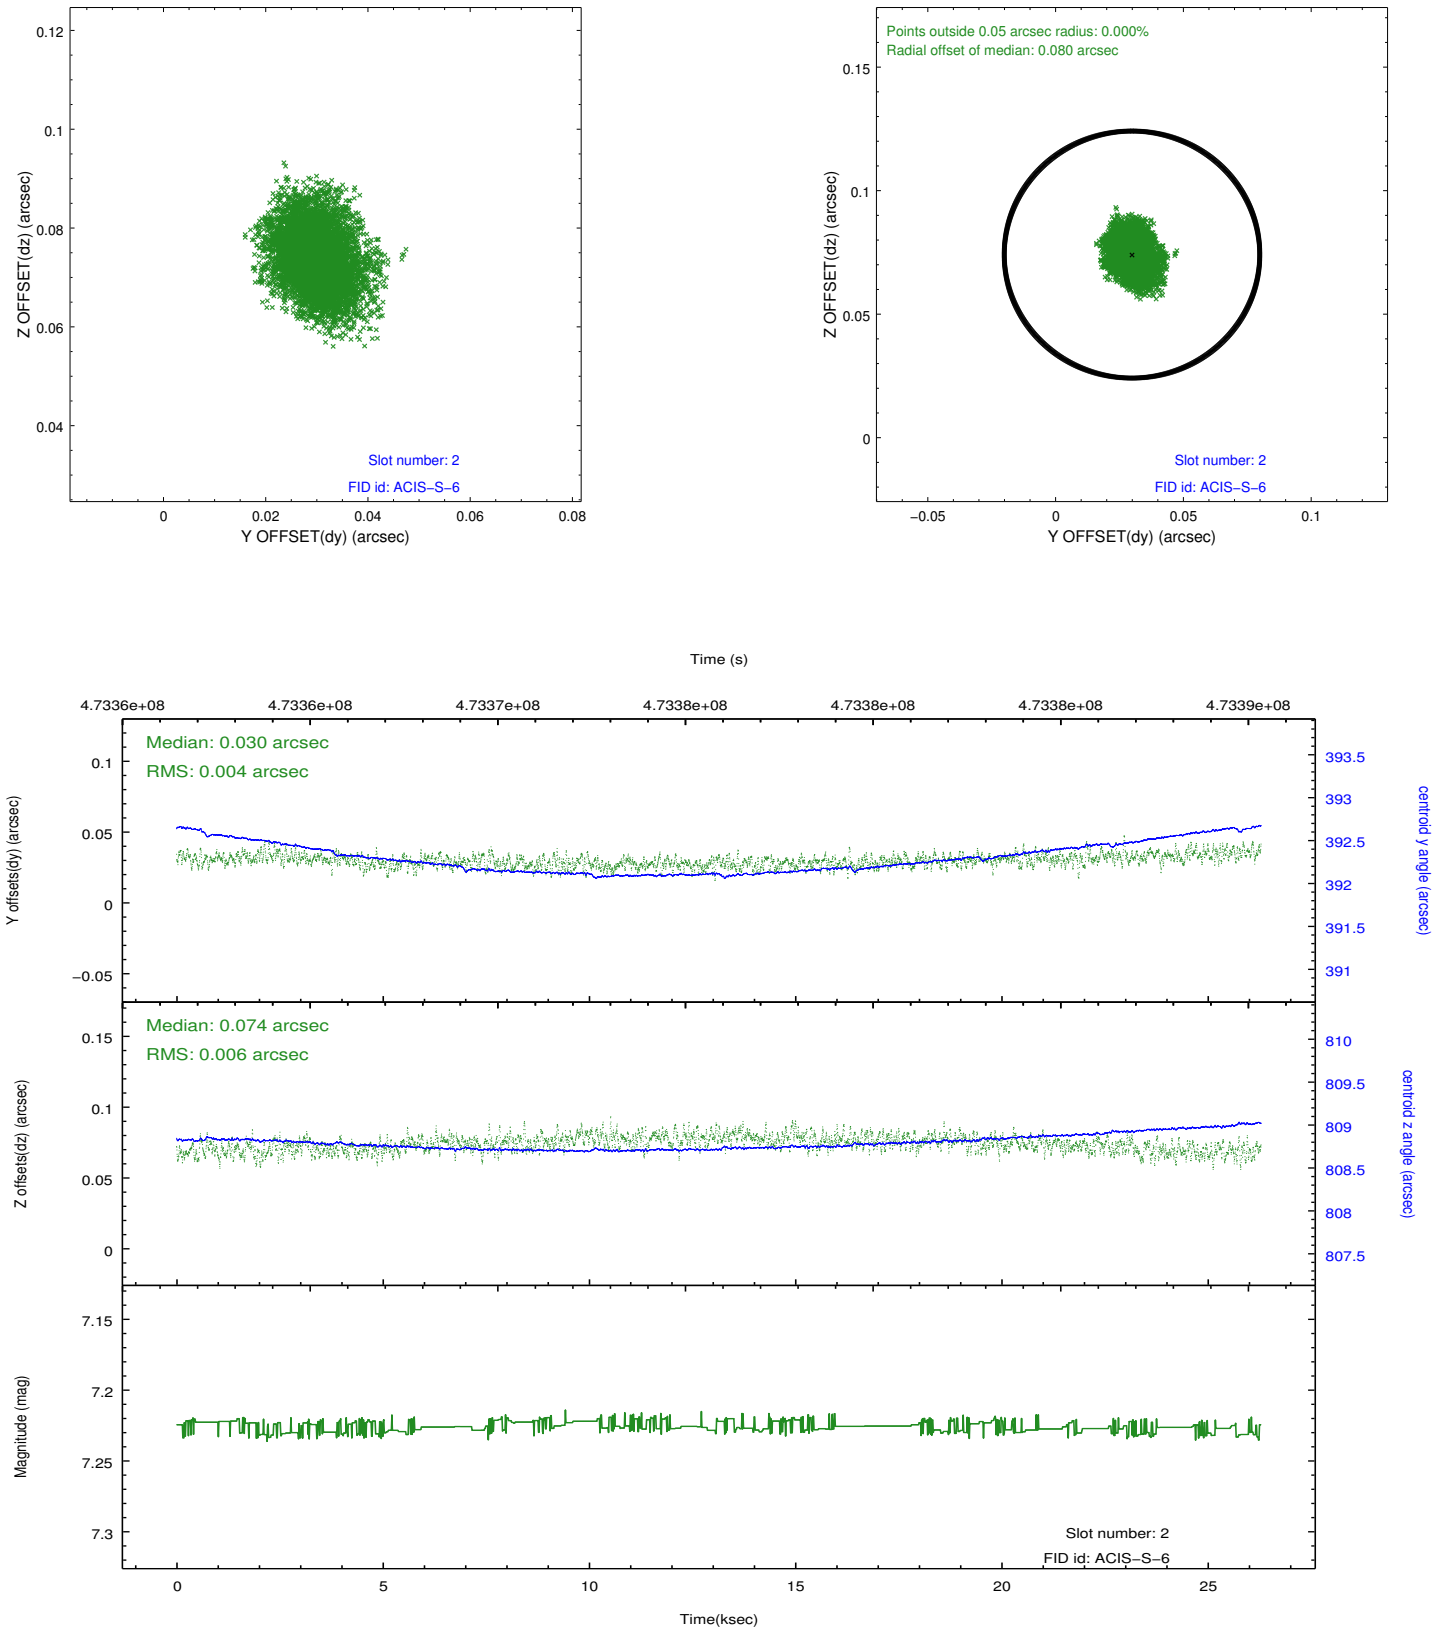 0.12
0.1
0.08
0.06
0.04
Z OFFSET(dz) (arcsec)
Slot number: 2
FID id: ACIS−S−6
0 0.02 0.04 0.06 0.08
Y OFFSET(dy) (arcsec)
Points outside 0.05 arcsec radius: 0.000%
Radial offset of median: 0.080 arcsec
0.15
0.1
0.05
0
Z OFFSET(dz) (arcsec)
Slot number: 2
FID id: ACIS−S−6
−0.05 0 0.05 0.1
Y OFFSET(dy) (arcsec)
Time (s)
4.7336e+08 4.7336e+08 4.7337e+08 4.7338e+08 4.7338e+08 4.7338e+08 4.7339e+08
Median: 0.030 arcsec
RMS: 0.004 arcsec
0.1
0.05
0
−0.05
Y offsets(dy) (arcsec)
393.5
393
392.5
392
391.5
391
centroid y angle (arcsec)
Median: 0.074 arcsec
RMS: 0.006 arcsec
0.15
0.1
0.05
0
Z offsets(dz) (arcsec)
810
809.5
809
808.5
808
807.5
centroid z angle (arcsec)
7.15
7.2
7.25
7.3
Magnitude (mag)
Slot number: 2
FID id: ACIS−S−6
0 5 10 15 20 25
Time(ksec)